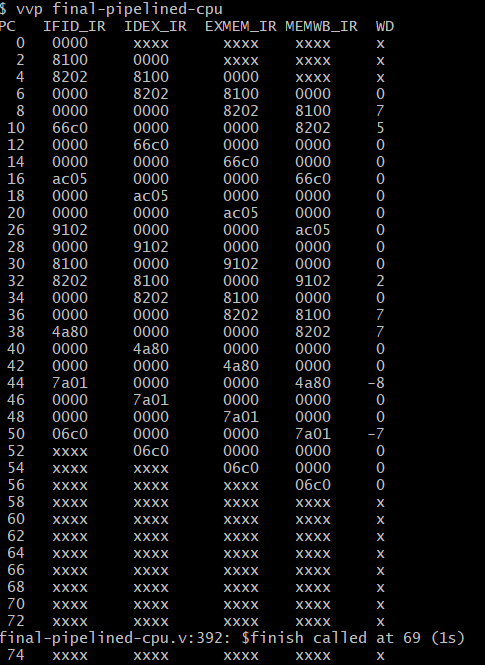 $ vvp final-pipelined-cpu
PC IFID_IR IDEX_IR EXMEM_IR MEMWB_IR WD
0 0000 xxxx xxxx xxxx x
2 8100 0000 xxxx xxxx x
4 8202 8100 0000 xxxx x
6 0000 8202 8100 0000 0
8 0000 0000 8202 8100 7
10 66c0 0000 0000 8202 5
12 0000 66c0 0000 0000 0
14 0000 0000 66c0 0000 0
16 ac05 0000 0000 66c0 0
18 0000 ac05 0000 0000 0
20 0000 0000 ac05 0000 0
26 9102 0000 0000 ac05 0
28 0000 9102 0000 0000 0
30 8100 0000 9102 0000 0
32 8202 8100 0000 9102 2
34 0000 8202 8100 0000 0
36 0000 0000 8202 8100 7
38 4a80 0000 0000 8202 7
40 0000 4a80 0000 0000 0
42 0000 0000 4a80 0000 0
44 7a01 0000 0000 4a80 -8
46 0000 7a01 0000 0000 0
48 0000 0000 7a01 0000 0
50 06c0 0000 0000 7a01 -7
52 xxxx 06c0 0000 0000 0
54 xxxx xxxx 06c0 0000 0
56 xxxx xxxx xxxx 06c0 0
58 xxxx xxxx xxxx xxxx x
60 xxxx xxxx xxxx xxxx x
62 xxxx xxxx xxxx xxxx x
64 xxxx xxxx xxxx xxxx x
66 xxxx xxxx xxxx xxxx x
68 xxxx xxxx xxxx xxxx x
70 xxxx xxxx xxxx xxxx x
72 xxxx xxxx xxxx xxxx x
final-pipelined-cpu.v:392: $finish called at 69 (1s)
74 xxxx xxxx xxxx xxxx x